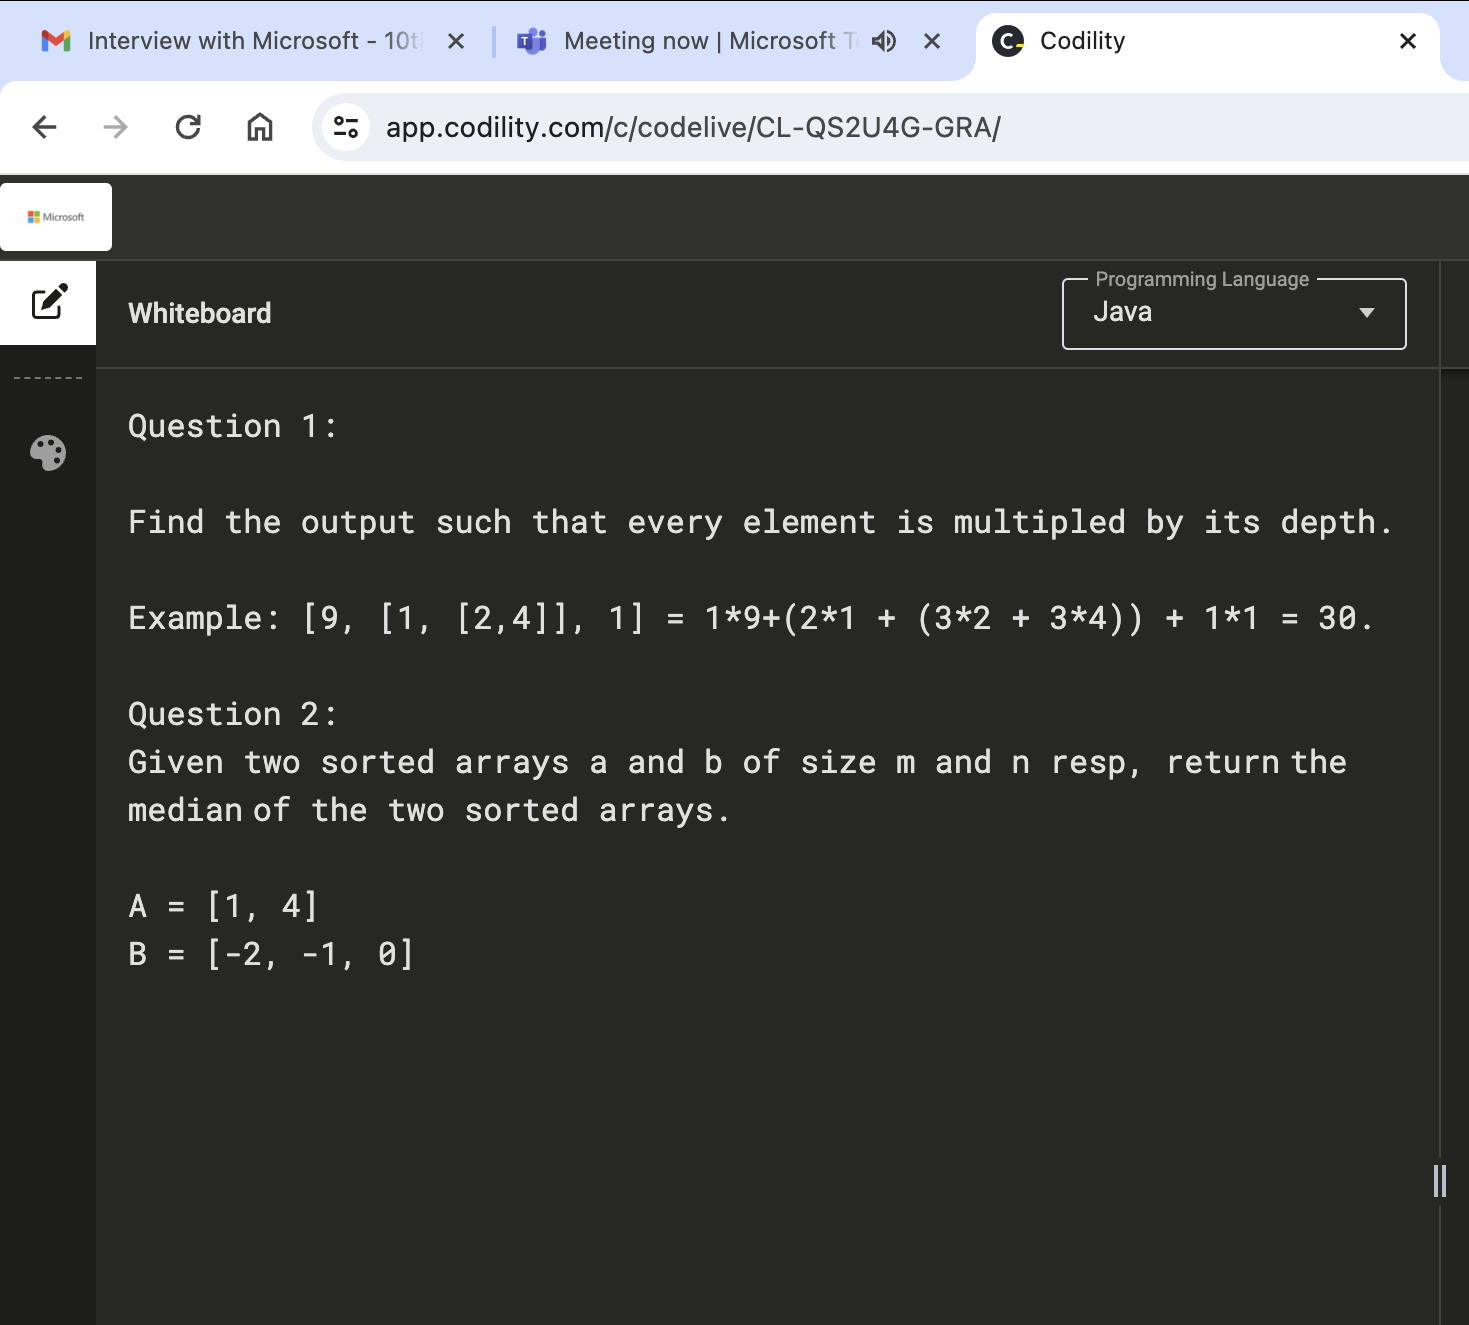 Interview with Microsoft - 10t
Meeting now | Microsoft T
Codility
app.codility.com/c/codelive/CL-QS2U4G-GRA/
Microsoft
Whiteboard
Programming Language
Java
Question 1:
Find the output such that every element is multipled by its depth.
Example: [9, [1, [2,4]], 1] = 1*9+(2*1 + (3*2 + 3*4)) + 1*1 = 30.
Question 2:
Given two sorted arrays a and b of size m and n resp, return the
median of the two sorted arrays.
A = [1, 4]
B = [-2, -1, 0]